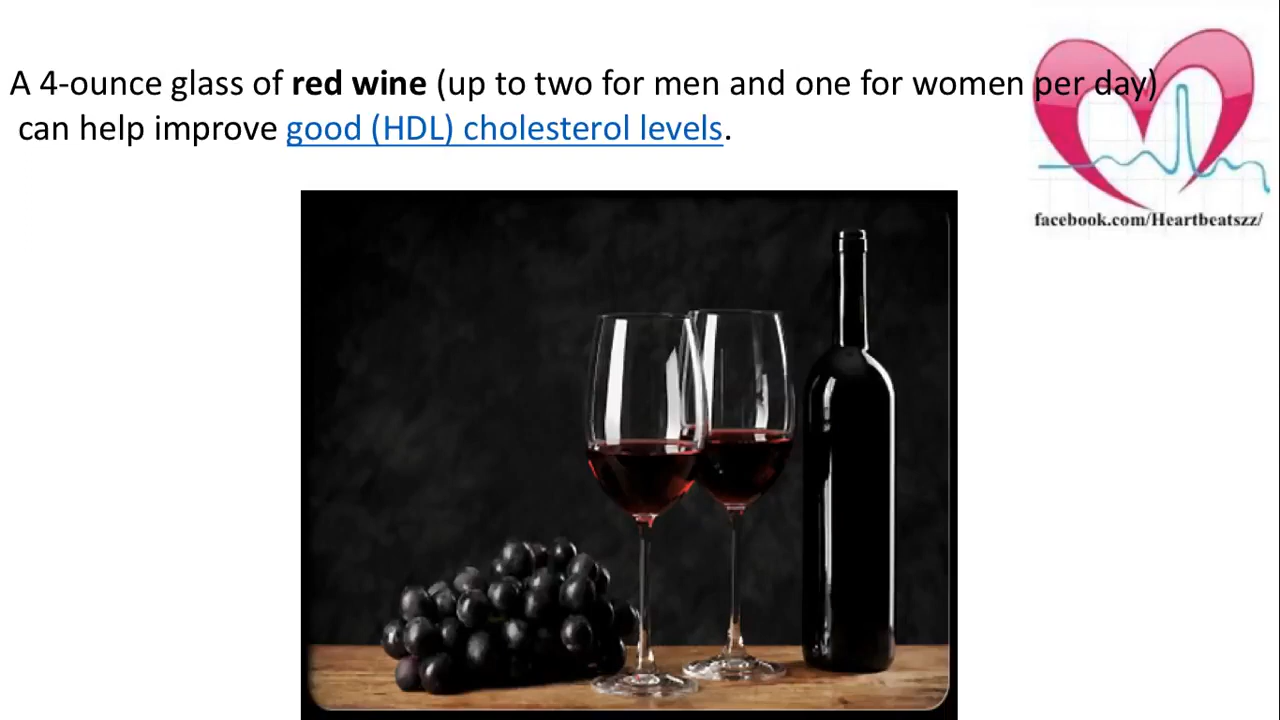 A 4-ounce glass of red wine (up to two for men and one for women per day)
can help improve good (HDL) cholesterol levels.
facebook.com/Heartbeatszz/